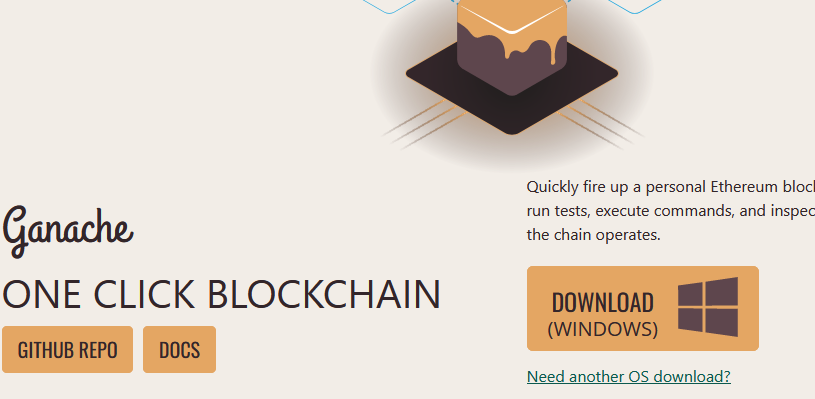 Ganache
ONE CLICK BLOCKCHAIN
GITHUB REPO
DOCS
Quickly fire up a personal Ethereum
run tests, execute commands, and
the chain operates.
DOWNLOAD
(WINDOWS)
Need another OS download?